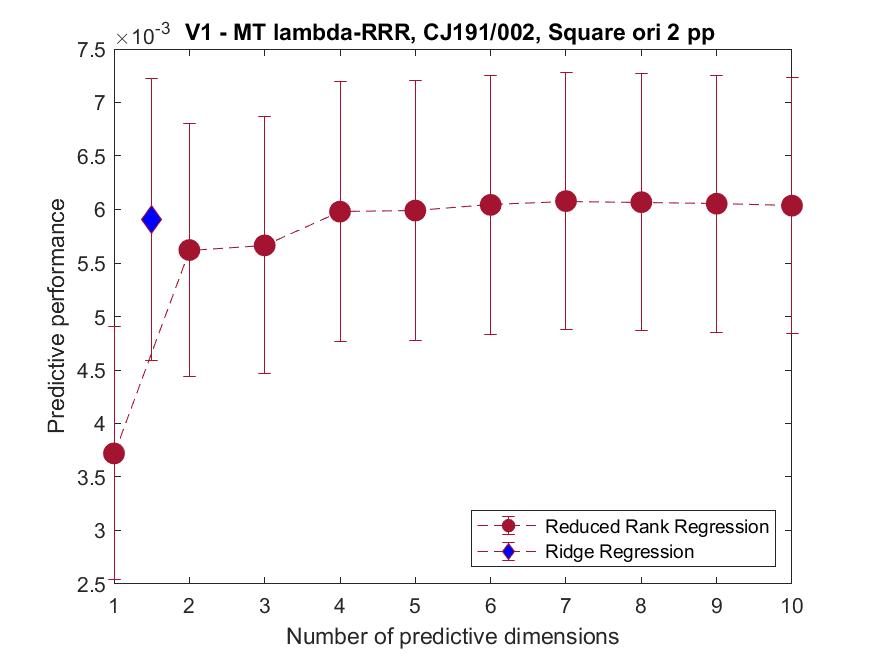 ×10-3 V1 - MT lambda-RRR, CJ191/002, Square ori 2 pp
7.5
7
6.5
6
5.5
5
4.5
4
3.5
3
2.5
Predictive performance
1 2 3 4 5 6 7 8 9 10
Number of predictive dimensions
Reduced Rank Regression
Ridge Regression